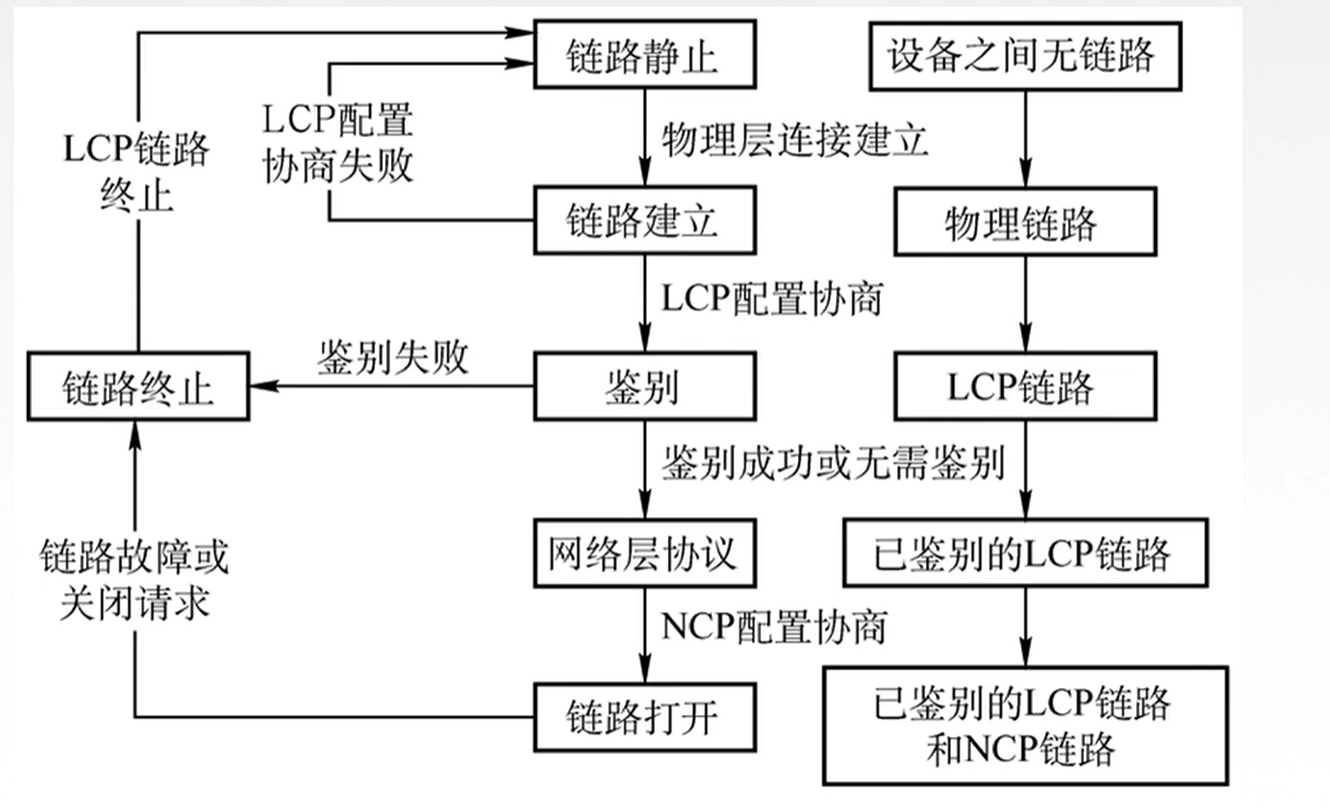 链路静止
设备之间无链路
LCP配置
协商失败
LCP链路
终止
物理层连接建立
链路建立
物理链路
LCP配置协商
鉴别失败
链路终止
鉴别
LCP链路
鉴别成功或无需鉴别
网络层协议
已鉴别的LCP链路
链路故障或
关闭请求
NCP配置协商
链路打开
已鉴别的LCP链路
和NCP链路